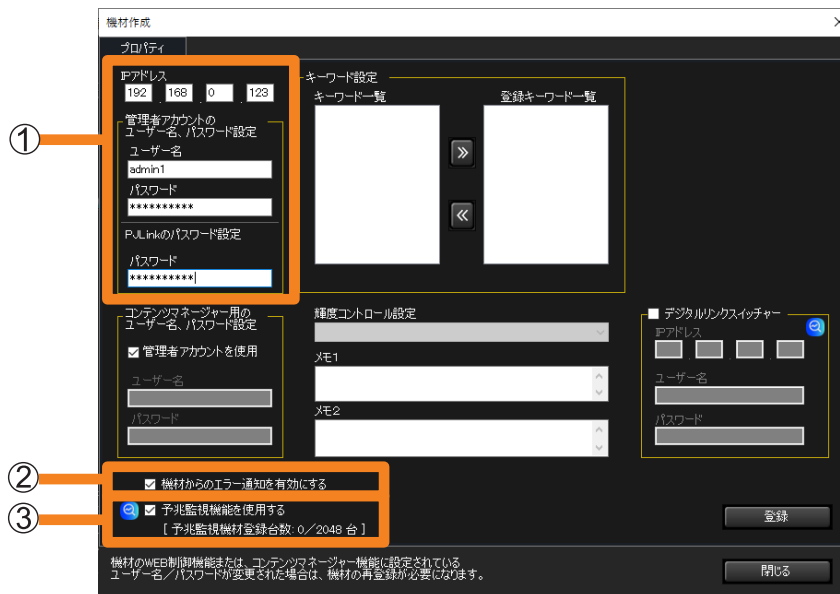 機材作成
プロパティ
IPアドレス
192 . 168 . 0 . 123
管理者アカウントの
ユーザー名、パスワード設定
ユーザー名
admin1
パスワード
**********
PJLinkのパスワード設定
パスワード
**********
キーワード設定
キーワード一覧
登録キーワード一覧
コンテンツマネージャー用の
ユーザー名、パスワード設定
管理者アカウントを使用
ユーザー名
パスワード
輝度コントロール設定
メモ1
メモ2
デジタルリンクスイッチャー
IPアドレス
ユーザー名
パスワード
① 
② 機材からのエラー通知を有効にする
③ 予兆監視機能を使用する
[ 予兆監視機材登録台数: 0/2048 台 ]
登録
機材のWEB制御機能または、コンテンツマネージャー機能に設定されている
ユーザー名/パスワードが変更された場合は、機材の再登録が必要になります。
閉じる